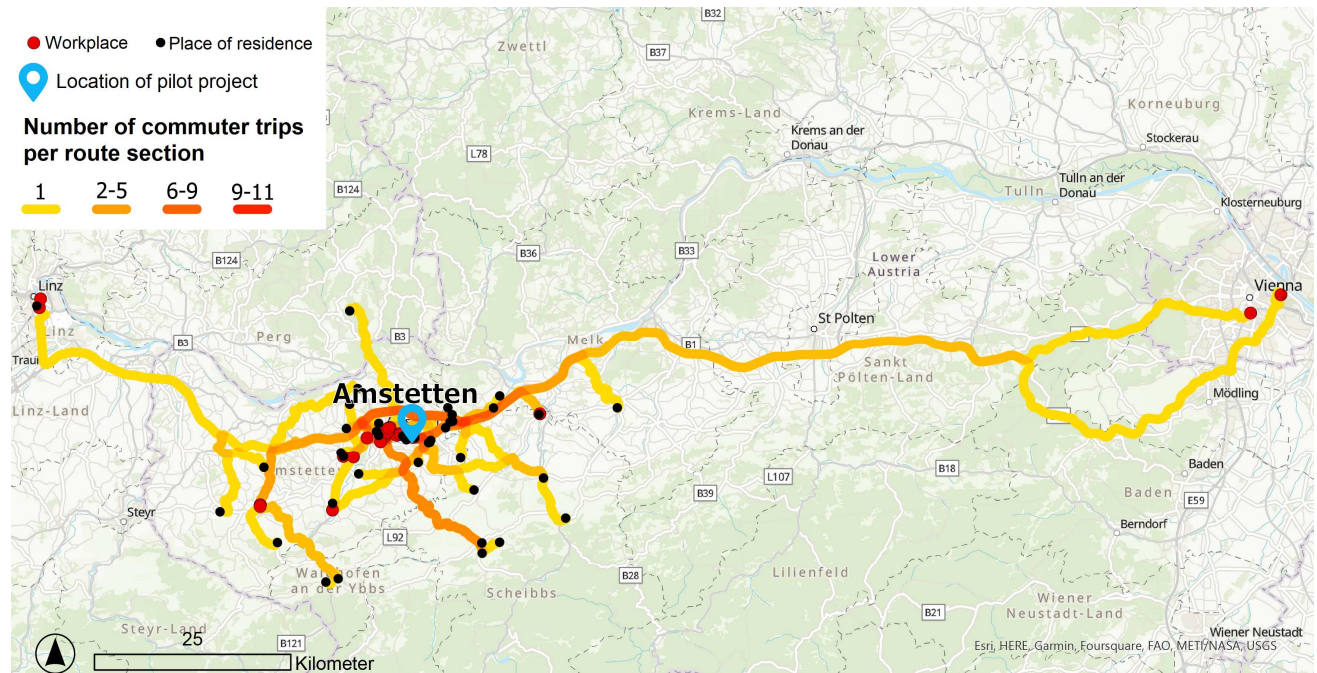 Workplace
Place of residence
Location of pilot project
Number of commuter trips
per route section
1
2-5
6-9
9-11
B32
Zwettl
B37
Krems-Land
Korneuburg
Stockerau
Krems an der
Donau
L78
B124
Tulln an der
Donau
Tulln
Klosterneuburg
B33
B36
B124
Lower
Austria
Linz
Vienna
Linz
Perg
B3
B3
Melk
B1
St Polten
Traun
Sankt
Pölten-Land
Amstetten
Mödling
Linz-Land
Amstetten
L107
B18
Baden
B39
Baden
E59
Steyr
Berndorf
L92
Waidhofen
an der Ybbs
B28
Lilienfeld
Scheibbs
Wiener
Neustadt-Land
B21
Steyr-Land
B121
Wiener Neustadt
25
Kilometer
Esri, HERE, Garmin, Foursquare, FAO, METI/NASA, USGS